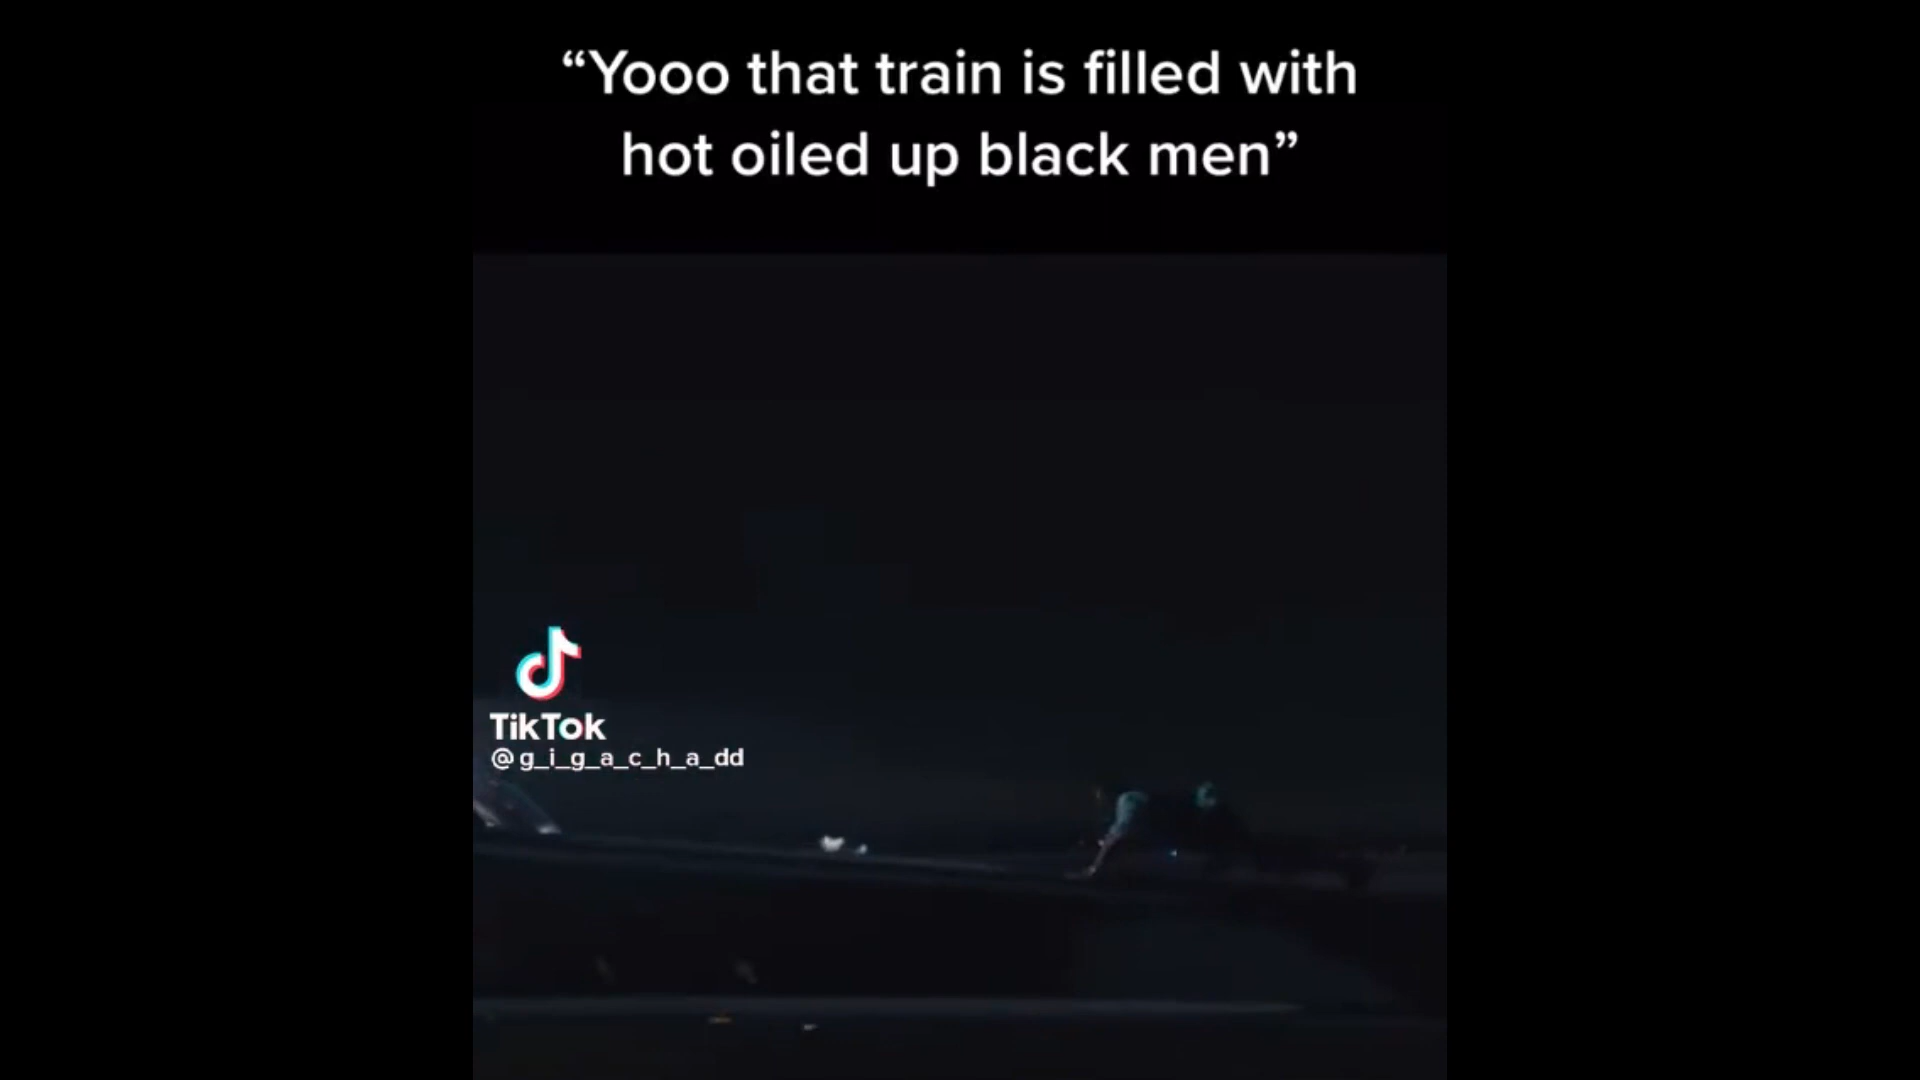 “Yooo that train is filled with
hot oiled up black men”
TikTok
@g_i_g_a_c_h_a_dd